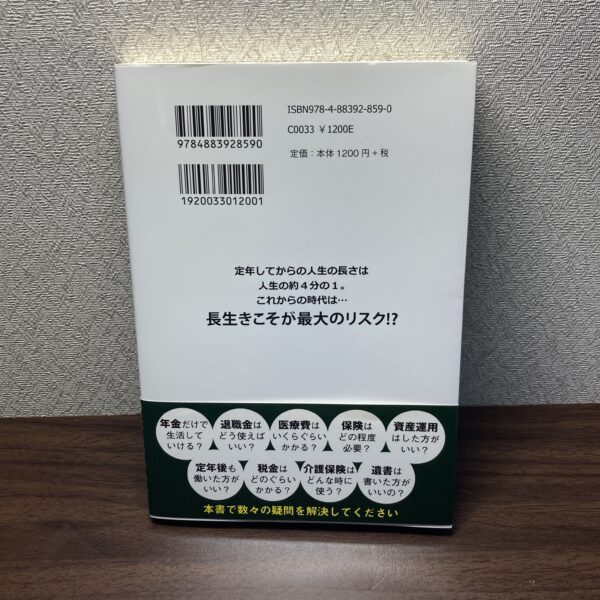 ISBN978-4-88392-859-0
C0033 ¥1200E
定価：本体1200円＋税
9784883928590
1920033012001
定年してからの人生の長さは
人生の約4分の1。
これからの時代は…
長生きこそが最大のリスク!?
年金だけで
生活して
いける？
退職金は
どう使えば
いい？
医療費は
いくらぐらい
かかる？
保険は
どの程度
必要？
資産運用
はした方が
いい？
定年後も
働いた方が
いい？
税金は
どのぐらい
かかる？
介護保険は
どんな時に
使う？
遺書は
書いた方が
いいの？
本書で数々の疑問を解決してください